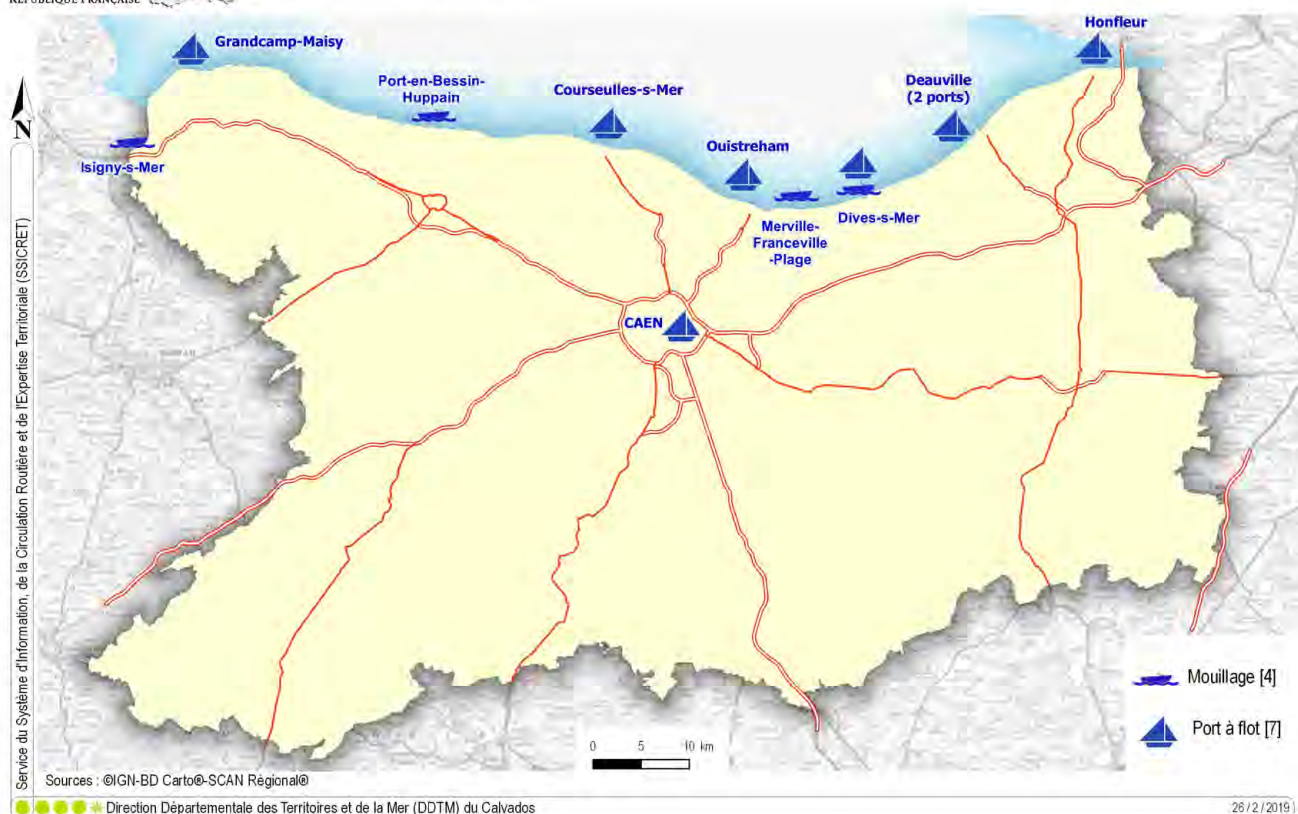 RÉPUBLIQUE FRANÇAISE
Grandcamp-Maisy
Honfleur
Port-en-Bessin-
Huppain
Courseulles-s-Mer
Deauville
(2 ports)
N
Isigny-s-Mer
Ouistreham
Merville-
Franceville
-Plage
Dives-s-Mer
CAEN
Service du Système d'Information, de la Circulation Routière et de l'Expertise Territoriale (SSICRET)
Mouillage [4]
Port à flot [7]
0 5 10 km
Sources : ©IGN-BD Carto®-SCAN Régional®
Direction Départementale des Territoires et de la Mer (DDTM) du Calvados
26/2/2019